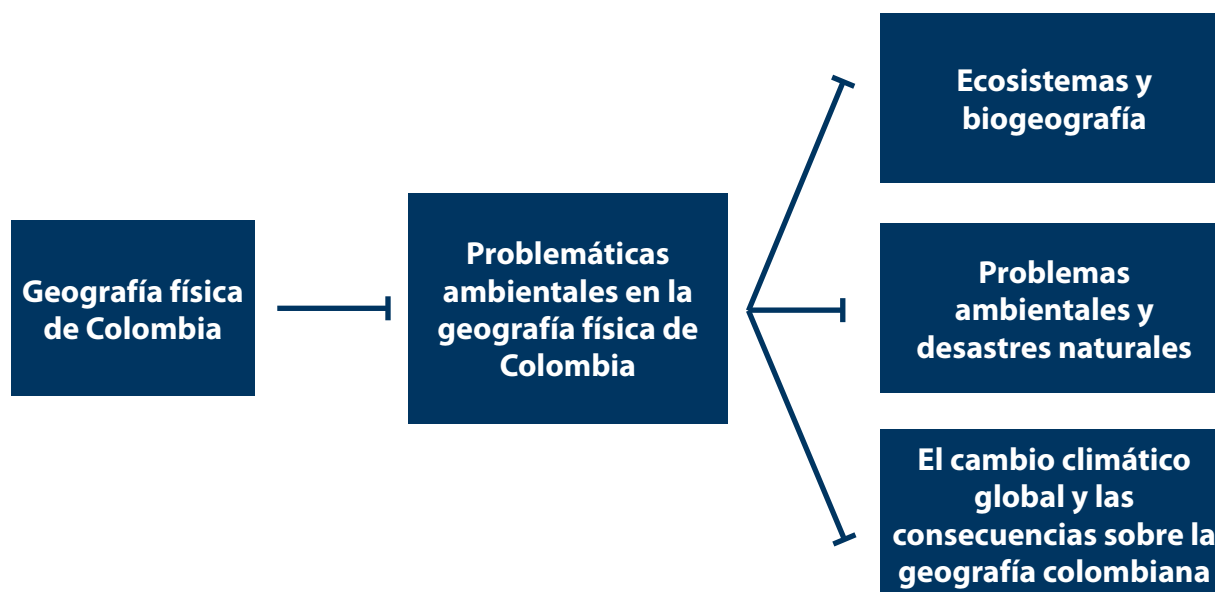 Geografía física
de Colombia
Problemáticas
ambientales en la
geografía física de
Colombia
Ecosistemas y
biogeografía
Problemas
ambientales y
desastres naturales
El cambio climático
global y las
consecuencias sobre la
geografía colombiana